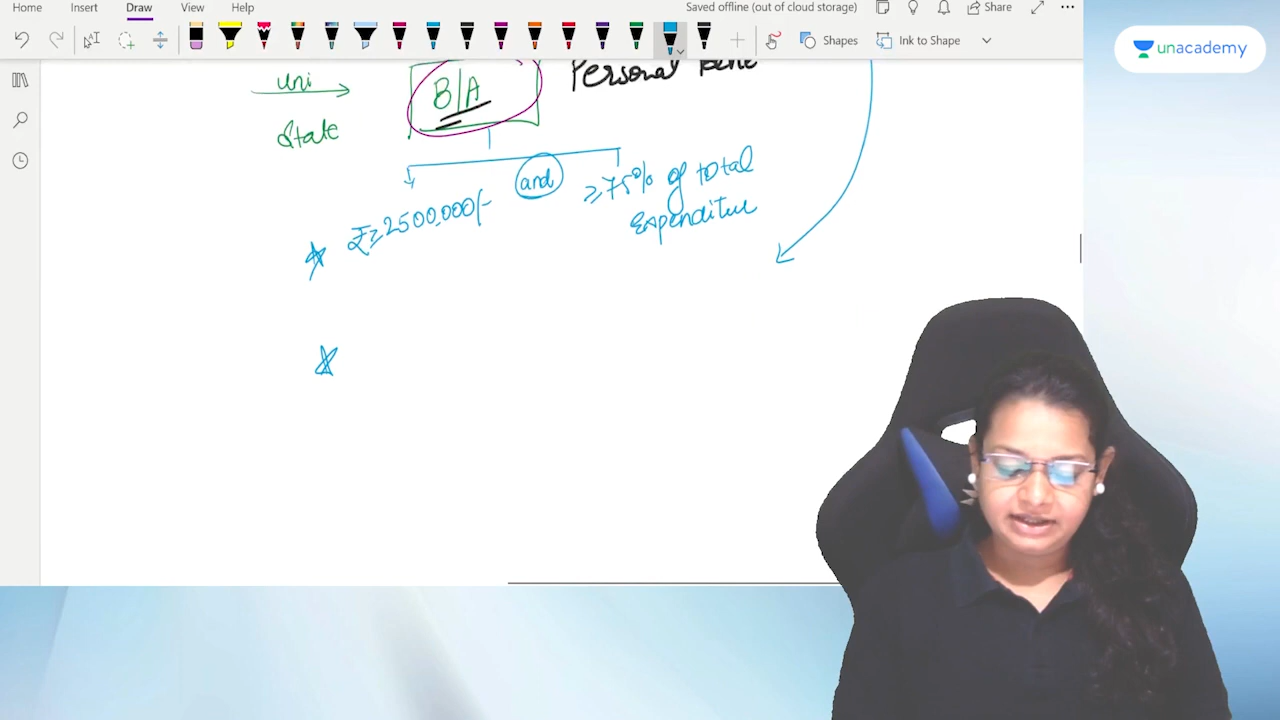 Home Insert Draw View Help Saved offline (out of cloud storage) Share
Shapes Ink to Shape
unacademy
Uni
State
B/A
Personal
and
₹≥2500,000/-
≥75% of total
Expenditure